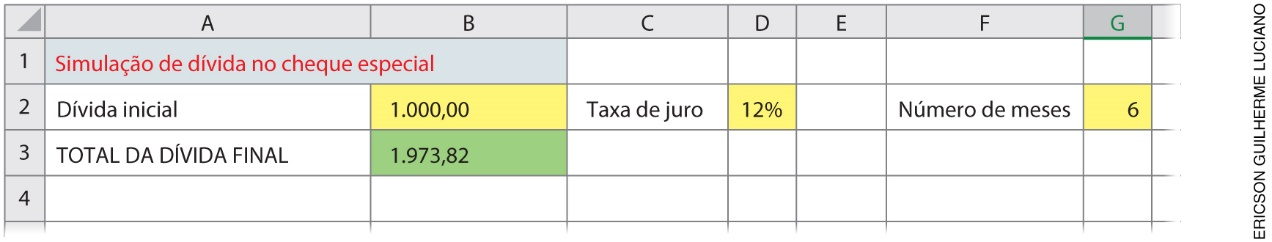 A B C D E F G
1 Simulação de dívida no cheque especial
2 Dívida inicial 1.000,00 Taxa de juro 12% Número de meses 6
3 TOTAL DA DÍVIDA FINAL 1.973,82
4
ERICSON GUILHERME LUCIANO